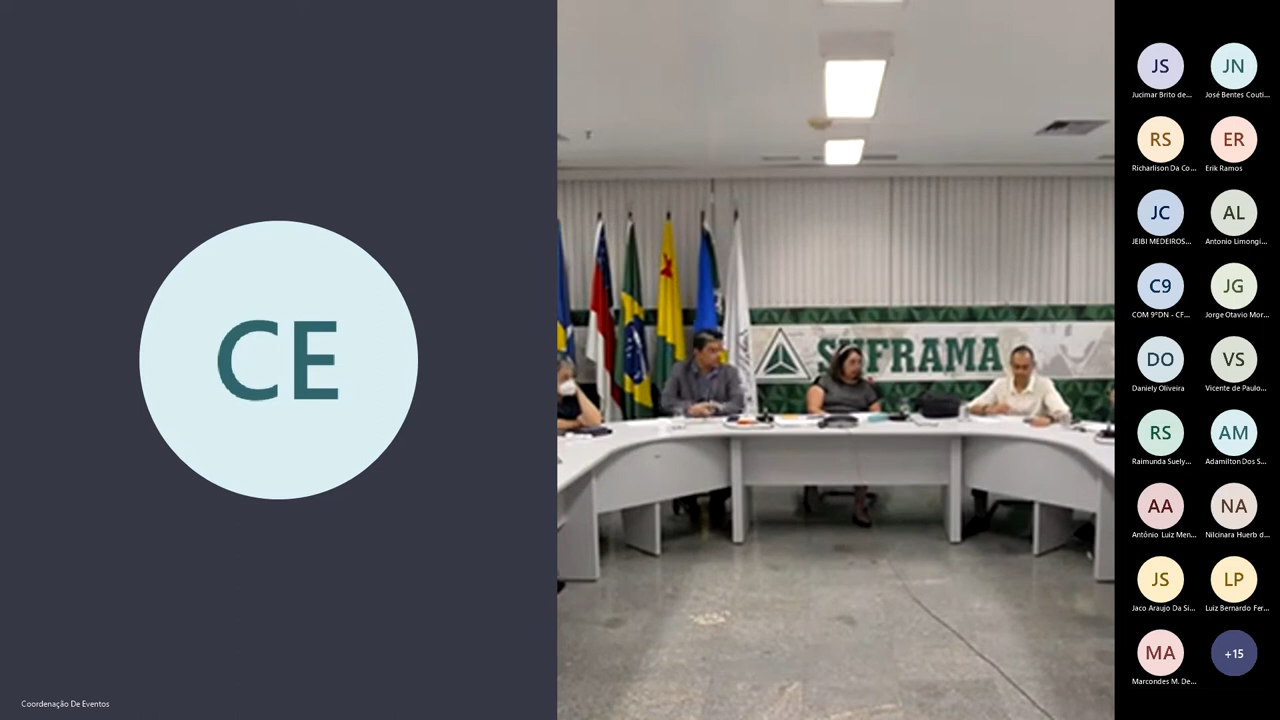 CE
Coordenação De Eventos
SUFRAMA
JS
Jucimar Brito de...
JN
José Bentes Couti...
RS
Richarlison Da Co...
ER
Erik Ramos
JC
JEIBI MEDEIROS...
AL
Antonio Limongi...
C9
COM 9ºDN - CF...
JG
Jorge Otavio Mor...
DO
Daniely Oliveira
VS
Vicente de Paulo...
RS
Raimunda Suely...
AM
Adamilton Dos S...
AA
Antônio Luiz Men...
NA
Nilcinara Huerb d...
JS
Jaco Araujo Da Si...
LP
Luiz Bernardo Fer...
MA
Marcondes M. De...
+15